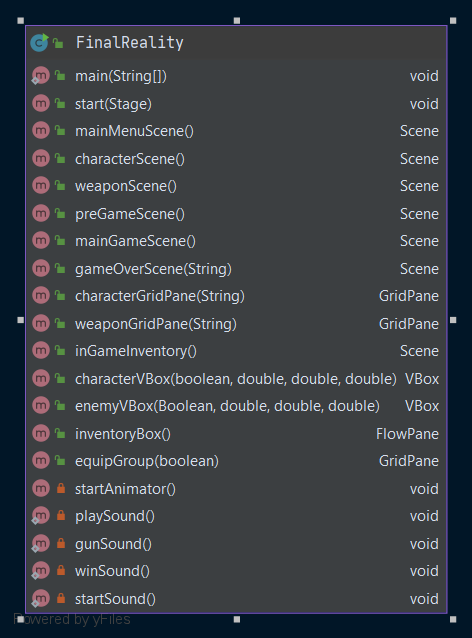 FinalReality
main(String[]) void
start(Stage) void
mainMenuScene() Scene
characterScene() Scene
weaponScene() Scene
preGameScene() Scene
mainGameScene() Scene
gameOverScene(String) Scene
characterGridPane(String) GridPane
weaponGridPane(String) GridPane
inGameInventory() Scene
characterVBox(boolean, double, double, double) VBox
enemyVBox(Boolean, double, double, double) VBox
inventoryBox() FlowPane
equipGroup(boolean) GridPane
startAnimator() void
playSound() void
gunSound() void
winSound() void
startSound() void
Powered by yFiles